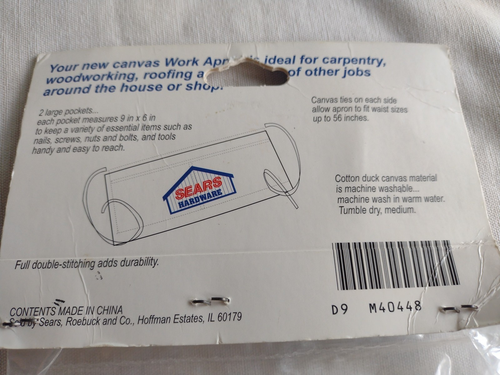 Your new canvas Work Apr ideal for carpentry,
woodworking, roofing a of other jobs
around the house or shop.
2 large pockets...
each pocket measures 9 in x 6 in
to keep a variety of essential items such as
nails, screws, nuts and bolts, and tools
handy and easy to reach.
Canvas ties on each side
allow apron to fit waist sizes
up to 56 inches.
SEARS
HARDWARE
Cotton duck canvas material
is machine washable...
machine wash in warm water.
Tumble dry, medium.
Full double-stitching adds durability.
CONTENTS MADE IN CHINA
Sold by Sears, Roebuck and Co., Hoffman Estates, IL 60179
D9 M40448